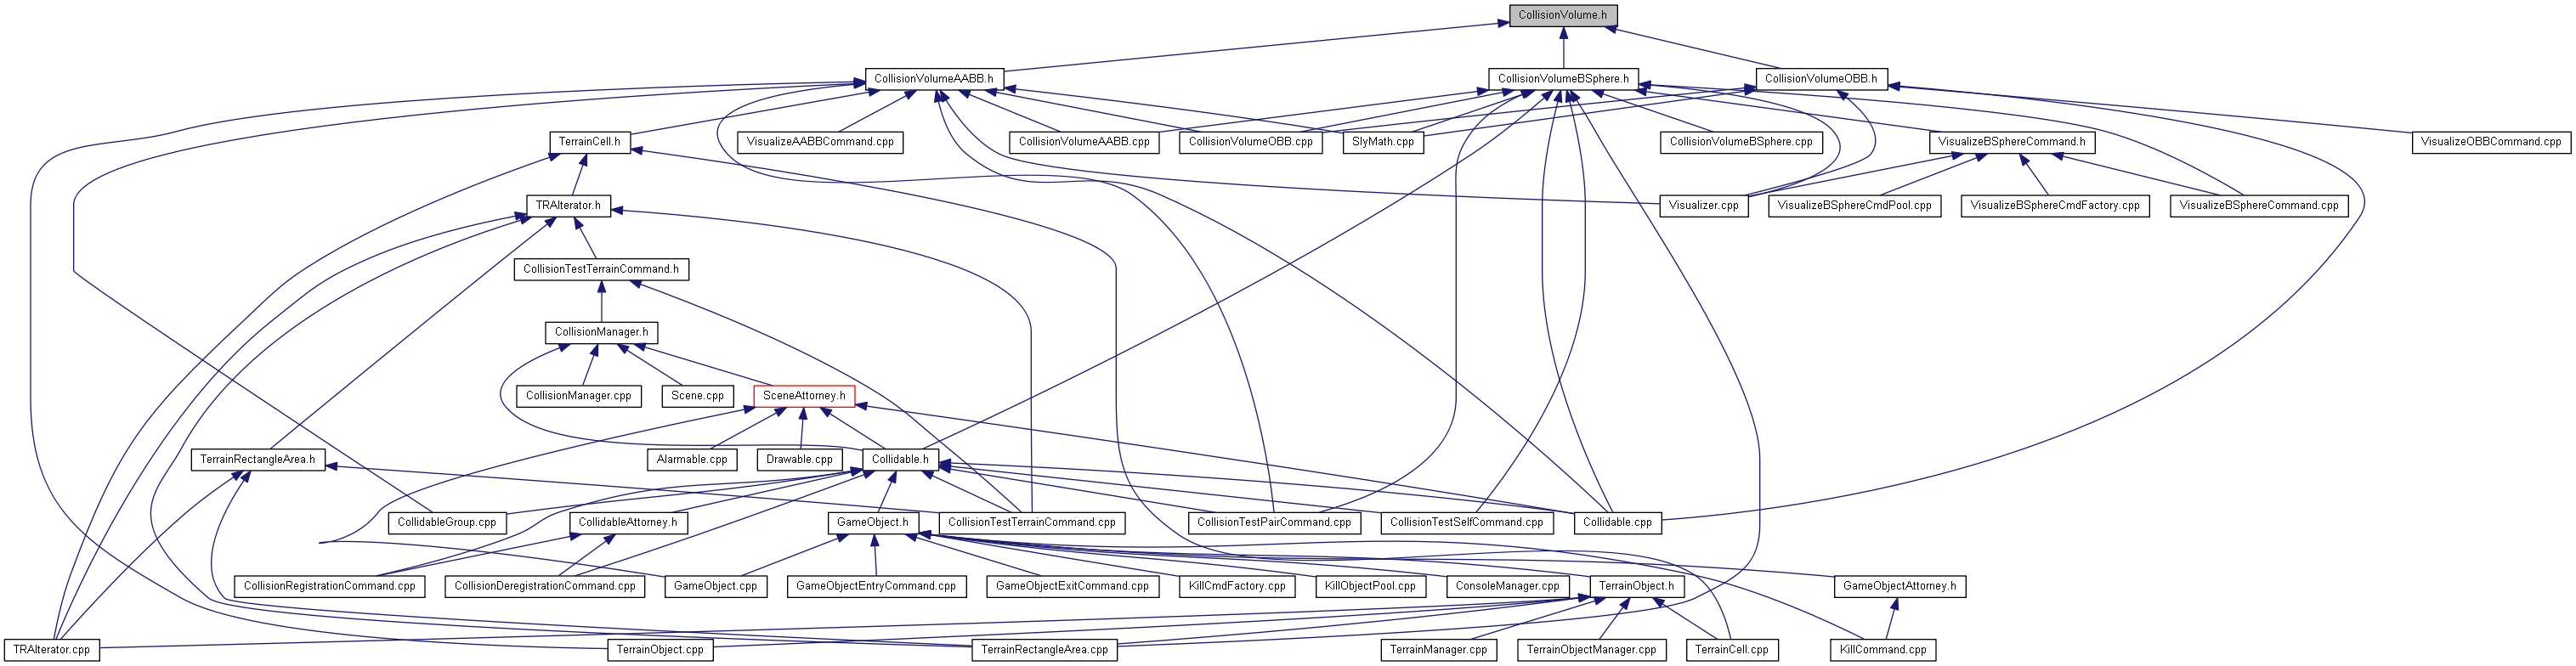 CollisionVolume.h
CollisionVolumeAABB.h
CollisionVolumeBSphere.h
CollisionVolumeOBB.h
TerrainCell.h
VisualizeAABBCommand.cpp
CollisionVolumeAABB.cpp
CollisionVolumeOBB.cpp
SlyMath.cpp
CollisionVolumeBSphere.cpp
VisualizeBSphereCommand.h
VisualizeOBBCommand.cpp
TRAIterator.h
Visualizer.cpp
VisualizeBSphereCmdPool.cpp
VisualizeBSphereCmdFactory.cpp
VisualizeBSphereCommand.cpp
CollisionTestTerrainCommand.h
CollisionManager.h
CollisionManager.cpp
Scene.cpp
SceneAttorney.h
TerrainRectangleArea.h
Alarmable.cpp
Drawable.cpp
Collidable.h
CollidableGroup.cpp
CollidableAttorney.h
GameObject.h
CollisionTestTerrainCommand.cpp
CollisionTestPairCommand.cpp
CollisionTestSelfCommand.cpp
Collidable.cpp
CollisionRegistrationCommand.cpp
CollisionDeregistrationCommand.cpp
GameObject.cpp
GameObjectEntryCommand.cpp
GameObjectExitCommand.cpp
KillCmdFactory.cpp
KillObjectPool.cpp
ConsoleManager.cpp
TerrainObject.h
GameObjectAttorney.h
TRAIterator.cpp
TerrainObject.cpp
TerrainRectangleArea.cpp
TerrainManager.cpp
TerrainObjectManager.cpp
TerrainCell.cpp
KillCommand.cpp